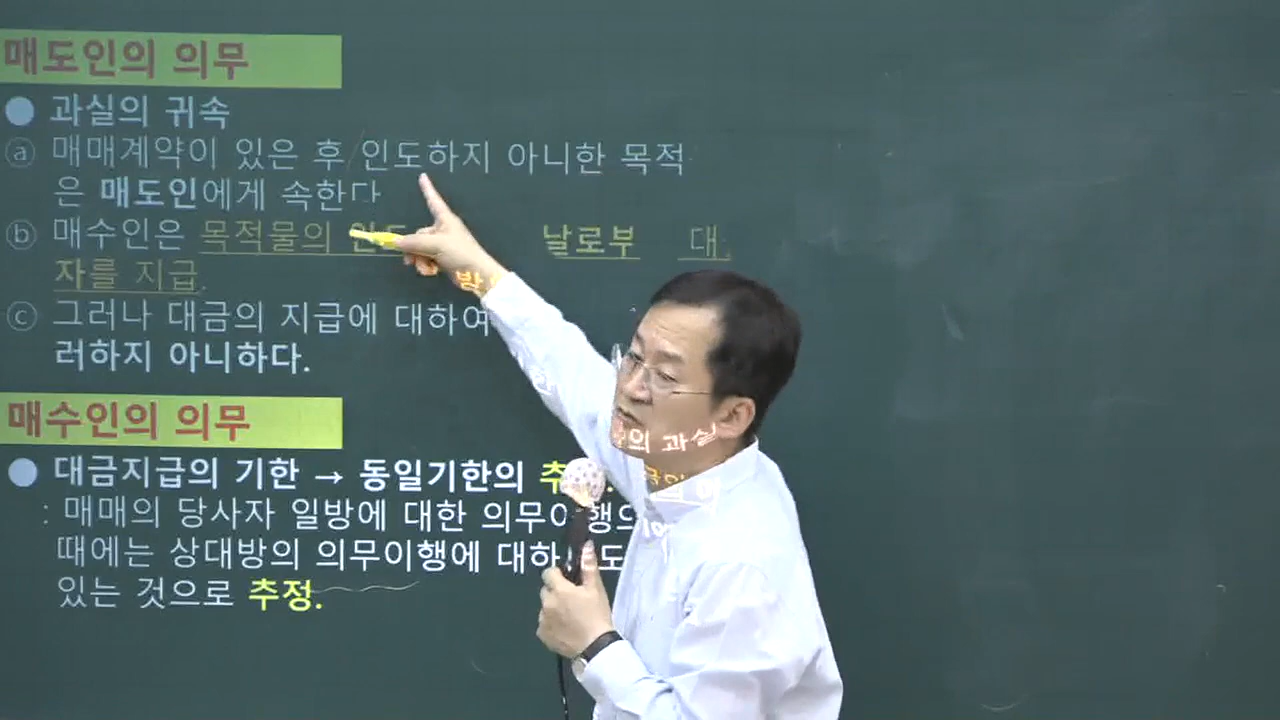 매도인의 의무
● 과실의 귀속
ⓐ 매매계약이 있은 후 인도하지 아니한 목적
의 과실
은 매도인에게 속한다
ⓑ 매수인은 목적물의 인도 날로부 대
자를 지급.
ⓒ 그러나 대금의 지급에 대하여
러하지 아니하다.
매수인의 의무
● 대금지급의 기한 → 동일기한의 추
: 매매의 당사자 일방에 대한 의무이행의
때에는 상대방의 의무이행에 대하 도
있는 것으로 추정.